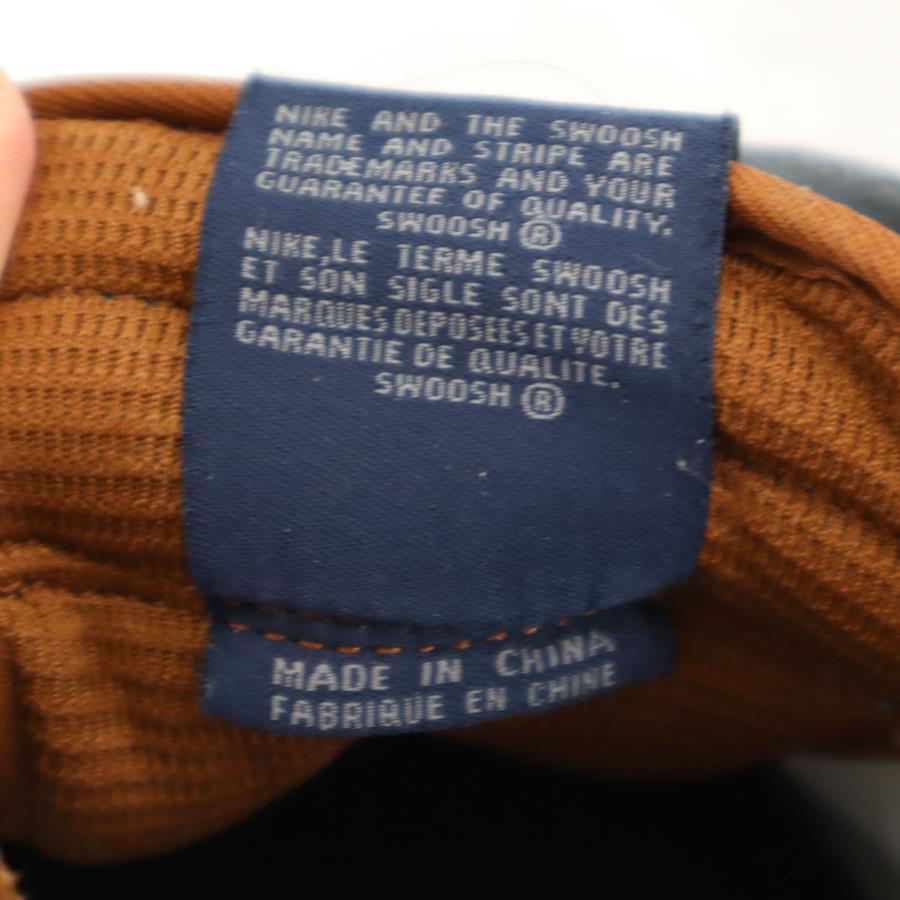 NIKE AND THE SWOOSH
NAME AND STRIPE ARE
TRADEMARKS AND YOUR
GUARANTEE OF QUALITY.
SWOOSH ®
NIKE,LE TERME SWOOSH
ET SON SIGLE SONT DES
MARQUES DEPOSEES ET VOTRE
GARANTIE DE QUALITE.
SWOOSH ®
MADE IN CHINA
FABRIQUE EN CHINE